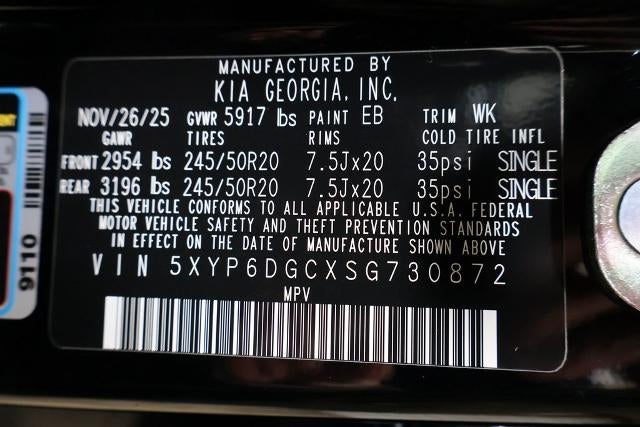 MANUFACTURED BY
KIA GEORGIA, INC.
NOV/26/25 GVWR 5917 lbs PAINT EB TRIM WK
GAWR TIRES RIMS COLD TIRE INFL
FRONT 2954 lbs 245/50R20 7.5Jx20 35psi SINGLE
REAR 3196 lbs 245/50R20 7.5Jx20 35psi SINGLE
THIS VEHICLE CONFORMS TO ALL APPLICABLE U.S.A. FEDERAL
MOTOR VEHICLE SAFETY AND THEFT PREVENTION STANDARDS
IN EFFECT ON THE DATE OF MANUFACTURE SHOWN ABOVE
VIN 5XYP6DGCXSG730872
MPV
9110